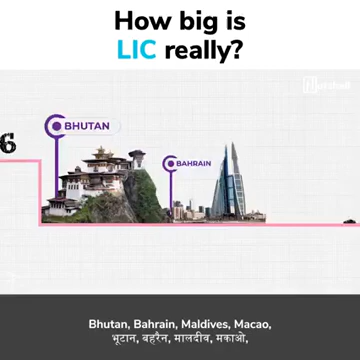 How big is
LIC really?
6
BHUTAN
BAHRAIN
Bhutan, Bahrain, Maldives, Macao,
भूटान, बहरैन, मालदीव, मकाओ,